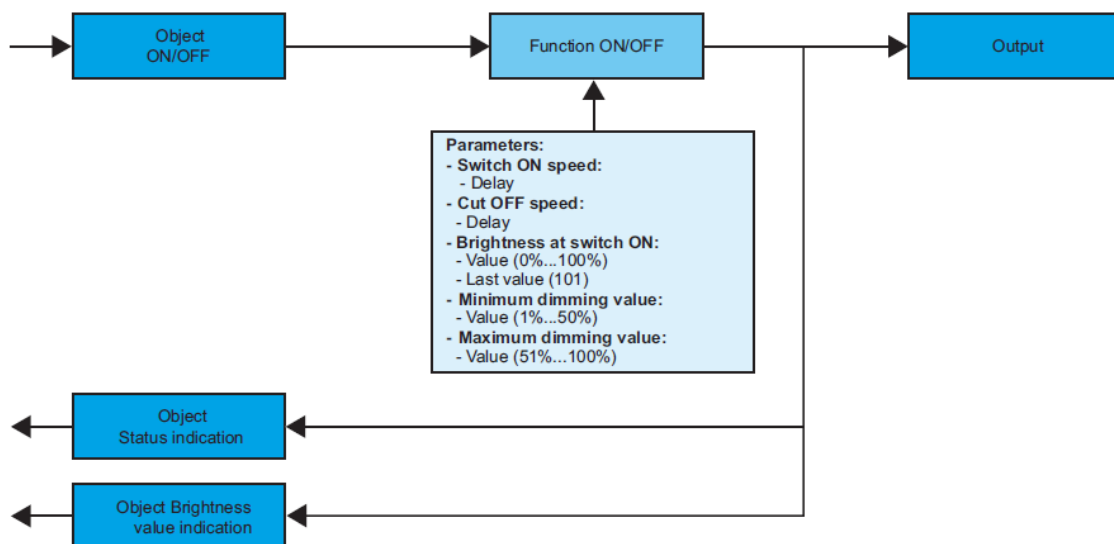 Object
ON/OFF
Function ON/OFF
Output
Parameters:
- Switch ON speed:
- Delay
- Cut OFF speed:
- Delay
- Brightness at switch ON:
- Value (0%...100%)
- Last value (101)
- Minimum dimming value:
- Value (1%...50%)
- Maximum dimming value:
- Value (51%...100%)
Object
Status indication
Object Brightness
value indication